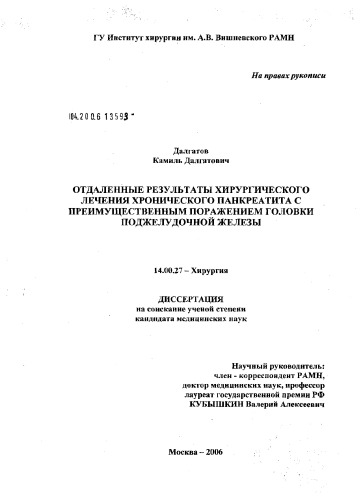 ГУ Институт хирургии им. А.В. Вишневского РАМН
На правах рукописи
04.2006 13593
Далгатов
Камиль Далгатович
ОТДАЛЕННЫЕ РЕЗУЛЬТАТЫ ХИРУРГИЧЕСКОГО
ЛЕЧЕНИЯ ХРОНИЧЕСКОГО ПАНКРЕАТИТА С
ПРЕИМУЩЕСТВЕННЫМ ПОРАЖЕНИЕМ ГОЛОВКИ
ПОДЖЕЛУДОЧНОЙ ЖЕЛЕЗЫ
14.00.27 – Хирургия
ДИССЕРТАЦИЯ
на соискание ученой степени
кандидата медицинских наук
Научный руководитель:
член - корреспондент РАМН,
доктор медицинских наук, профессор
лауреат государственной премии РФ
КУБЫШКИН Валерий Алексеевич
Москва – 2006